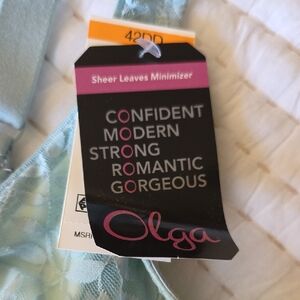 42DD
Sheer Leaves Minimizer
CONFIDENT
MODERN
STRONG
ROMANTIC
GORGEOUS
Olga